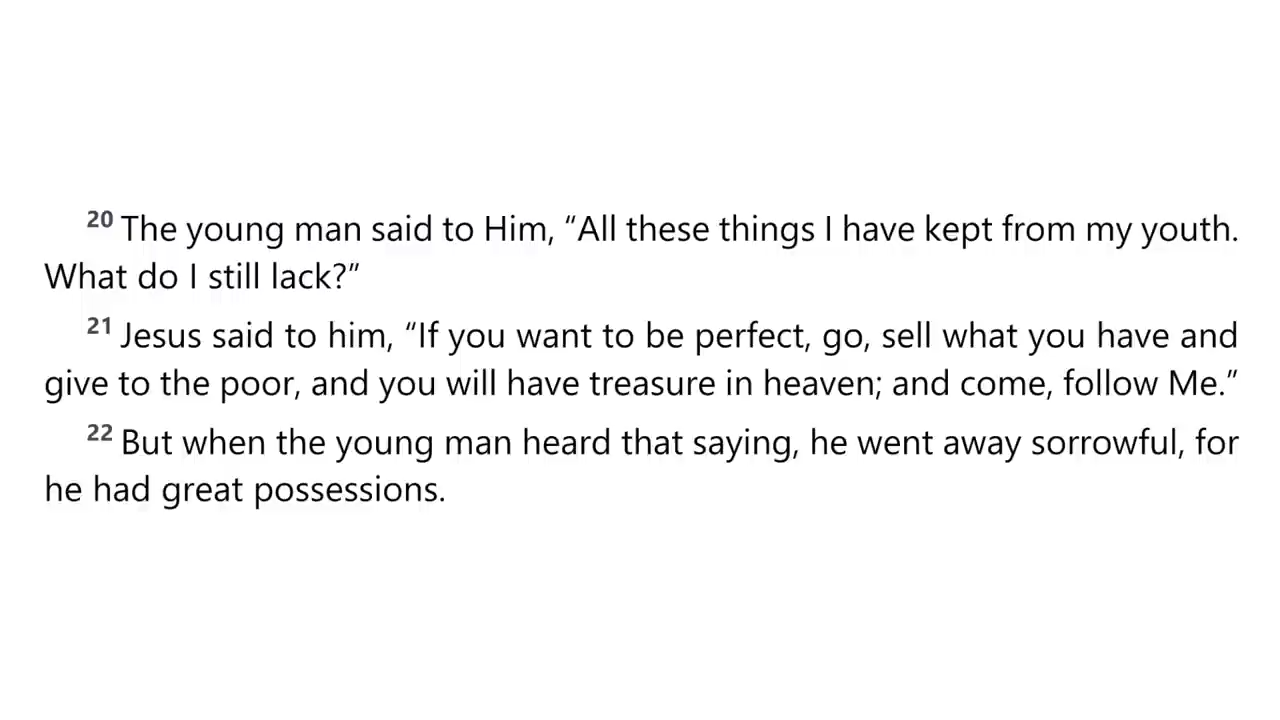 20 The young man said to Him, “All these things I have kept from my youth.
What do I still lack?”
21 Jesus said to him, “If you want to be perfect, go, sell what you have and
give to the poor, and you will have treasure in heaven; and come, follow Me.”
22 But when the young man heard that saying, he went away sorrowful, for
he had great possessions.